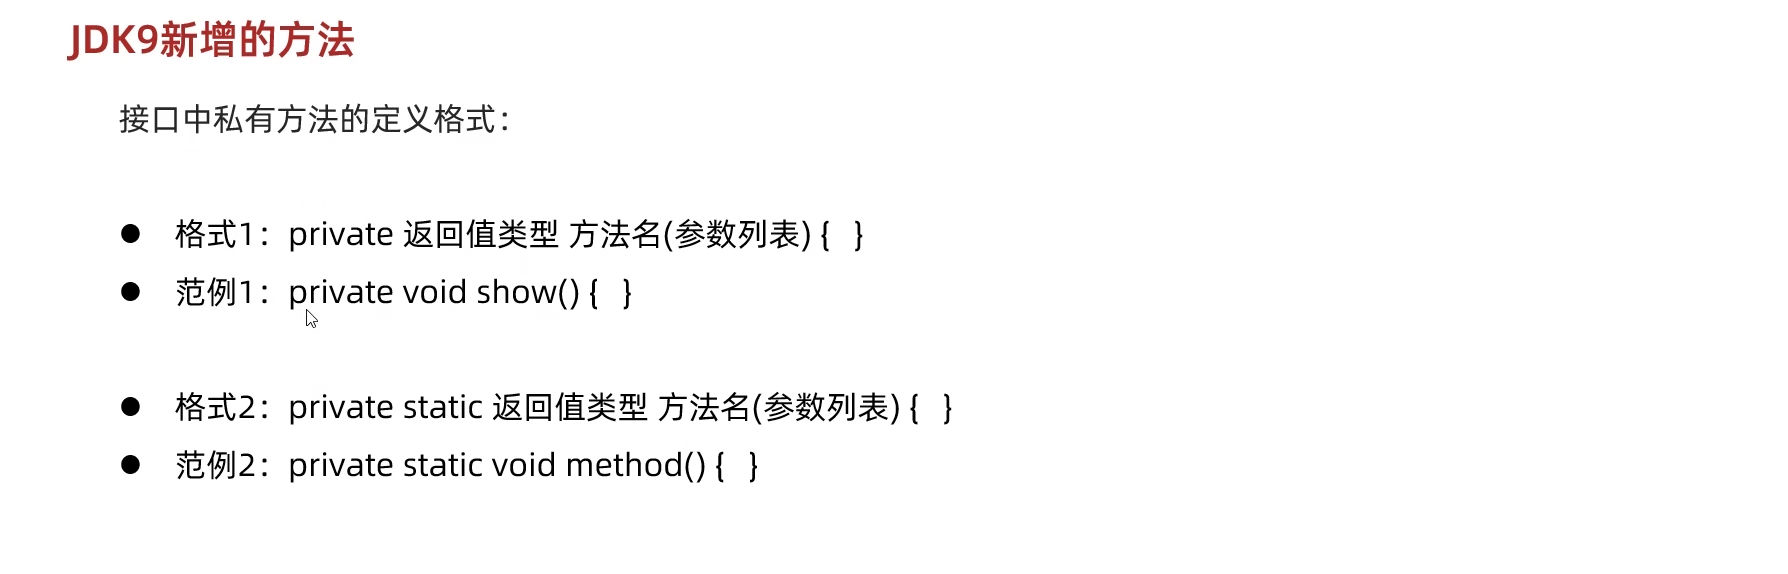 JDK9新增的方法
接口中私有方法的定义格式：
● 格式1：private 返回值类型 方法名(参数列表) {   }
● 范例1：private void show() {   }
● 格式2：private static 返回值类型 方法名(参数列表) {   }
● 范例2：private static void method() {   }